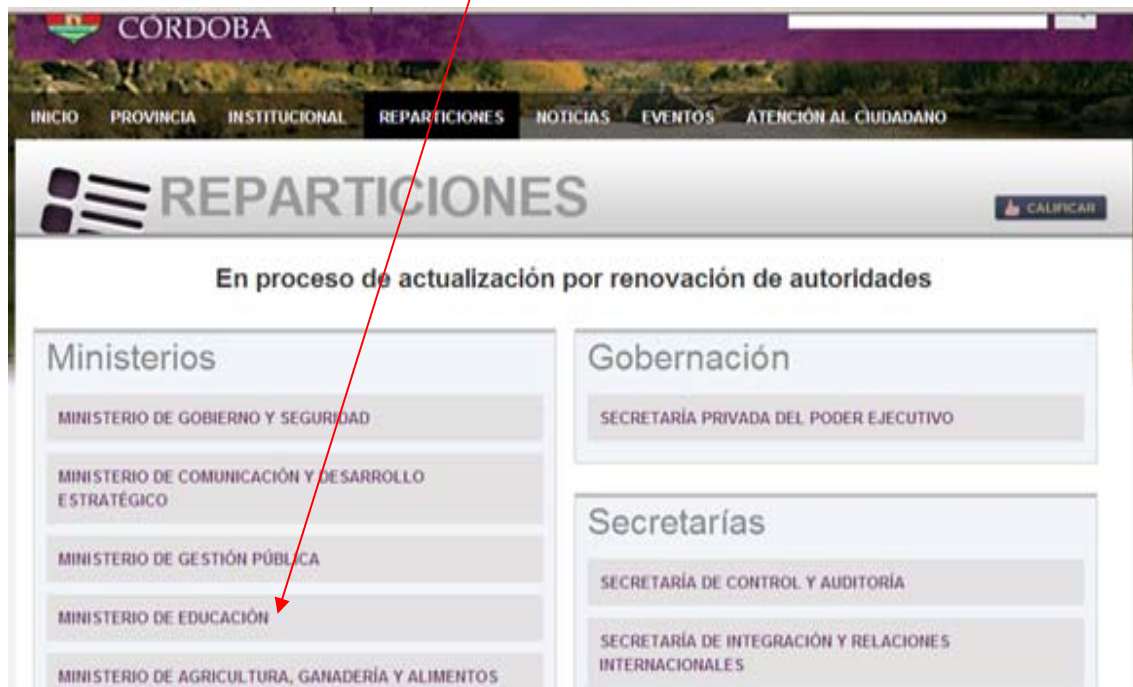 CÓRDOBA
INICIO PROVINCIA INSTITUCIONAL REPARTICIONES NOTICIAS EVENTOS ATENCIÓN AL CIUDADANO
REPARTICIONES
CALIFICAR
En proceso de actualización por renovación de autoridades
Ministerios
MINISTERIO DE GOBIERNO Y SEGURIDAD
MINISTERIO DE COMUNICACIÓN Y DESARROLLO
ESTRATÉGICO
MINISTERIO DE GESTIÓN PÚBLICA
MINISTERIO DE EDUCACIÓN
MINISTERIO DE AGRICULTURA, GANADERÍA Y ALIMENTOS
Gobernación
SECRETARÍA PRIVADA DEL PODER EJECUTIVO
Secretarías
SECRETARÍA DE CONTROL Y AUDITORÍA
SECRETARÍA DE INTEGRACIÓN Y RELACIONES
INTERNACIONALES